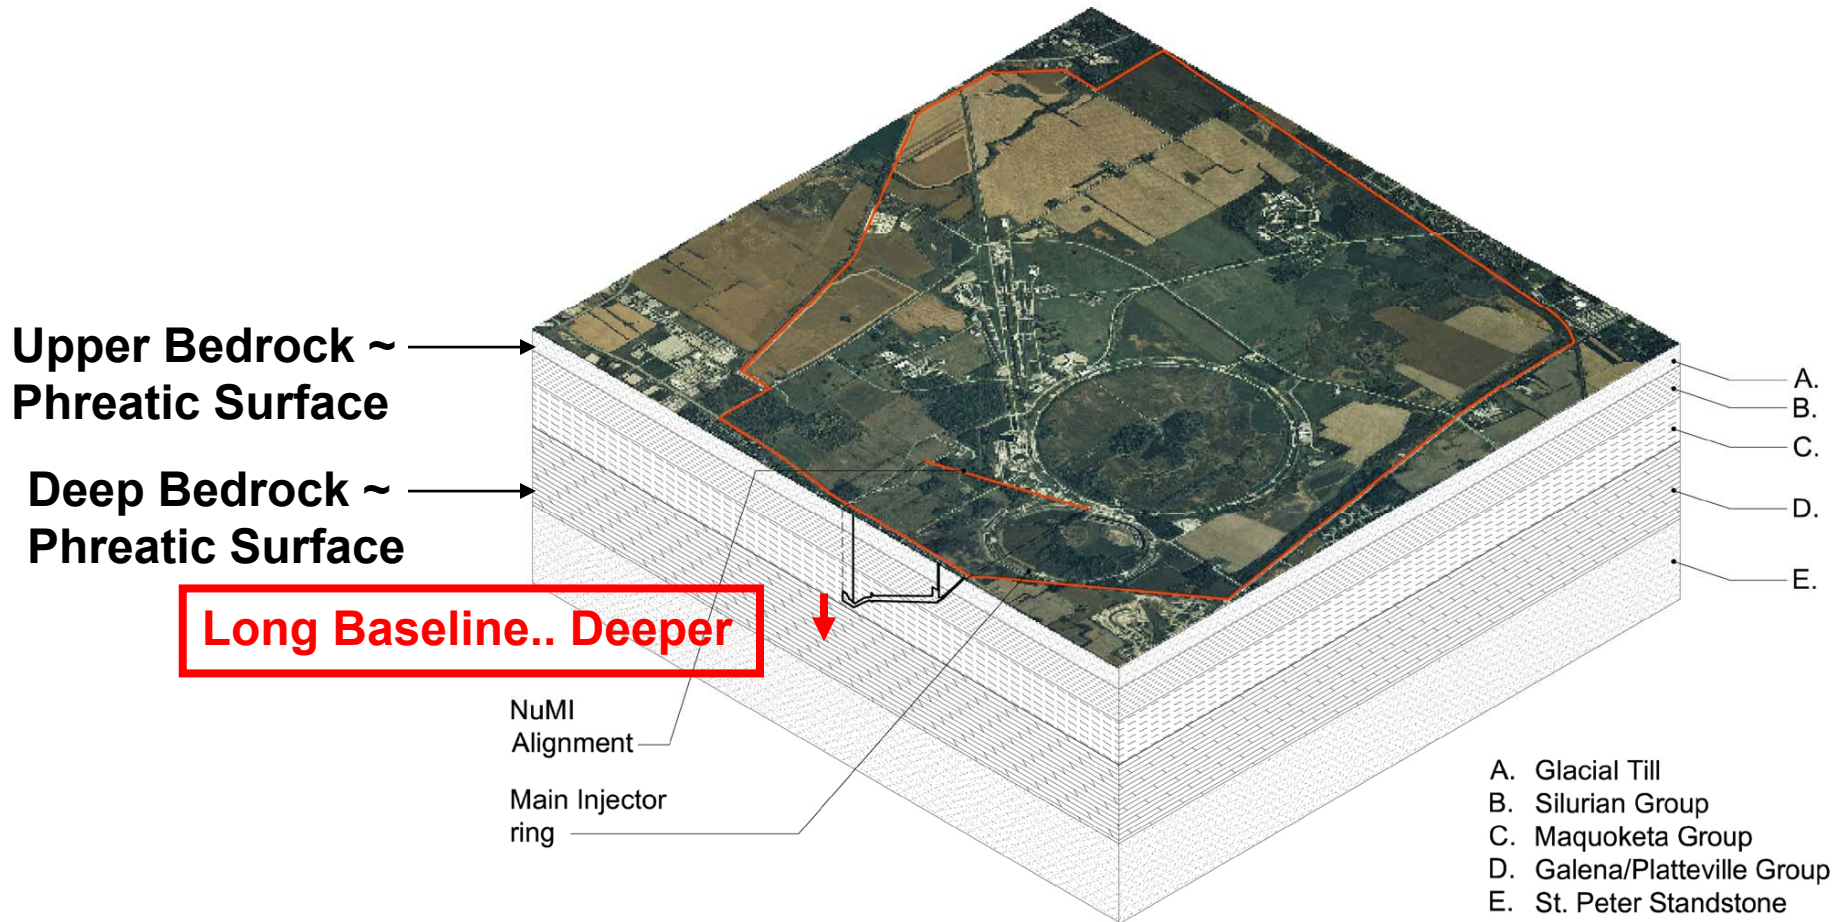 Upper Bedrock ~
Phreatic Surface
Deep Bedrock ~
Phreatic Surface
Long Baseline.. Deeper
NuMI
Alignment
Main Injector
ring
A.
B.
C.
D.
E.
A. Glacial Till
B. Silurian Group
C. Maquoketa Group
D. Galena/Platteville Group
E. St. Peter Standstone